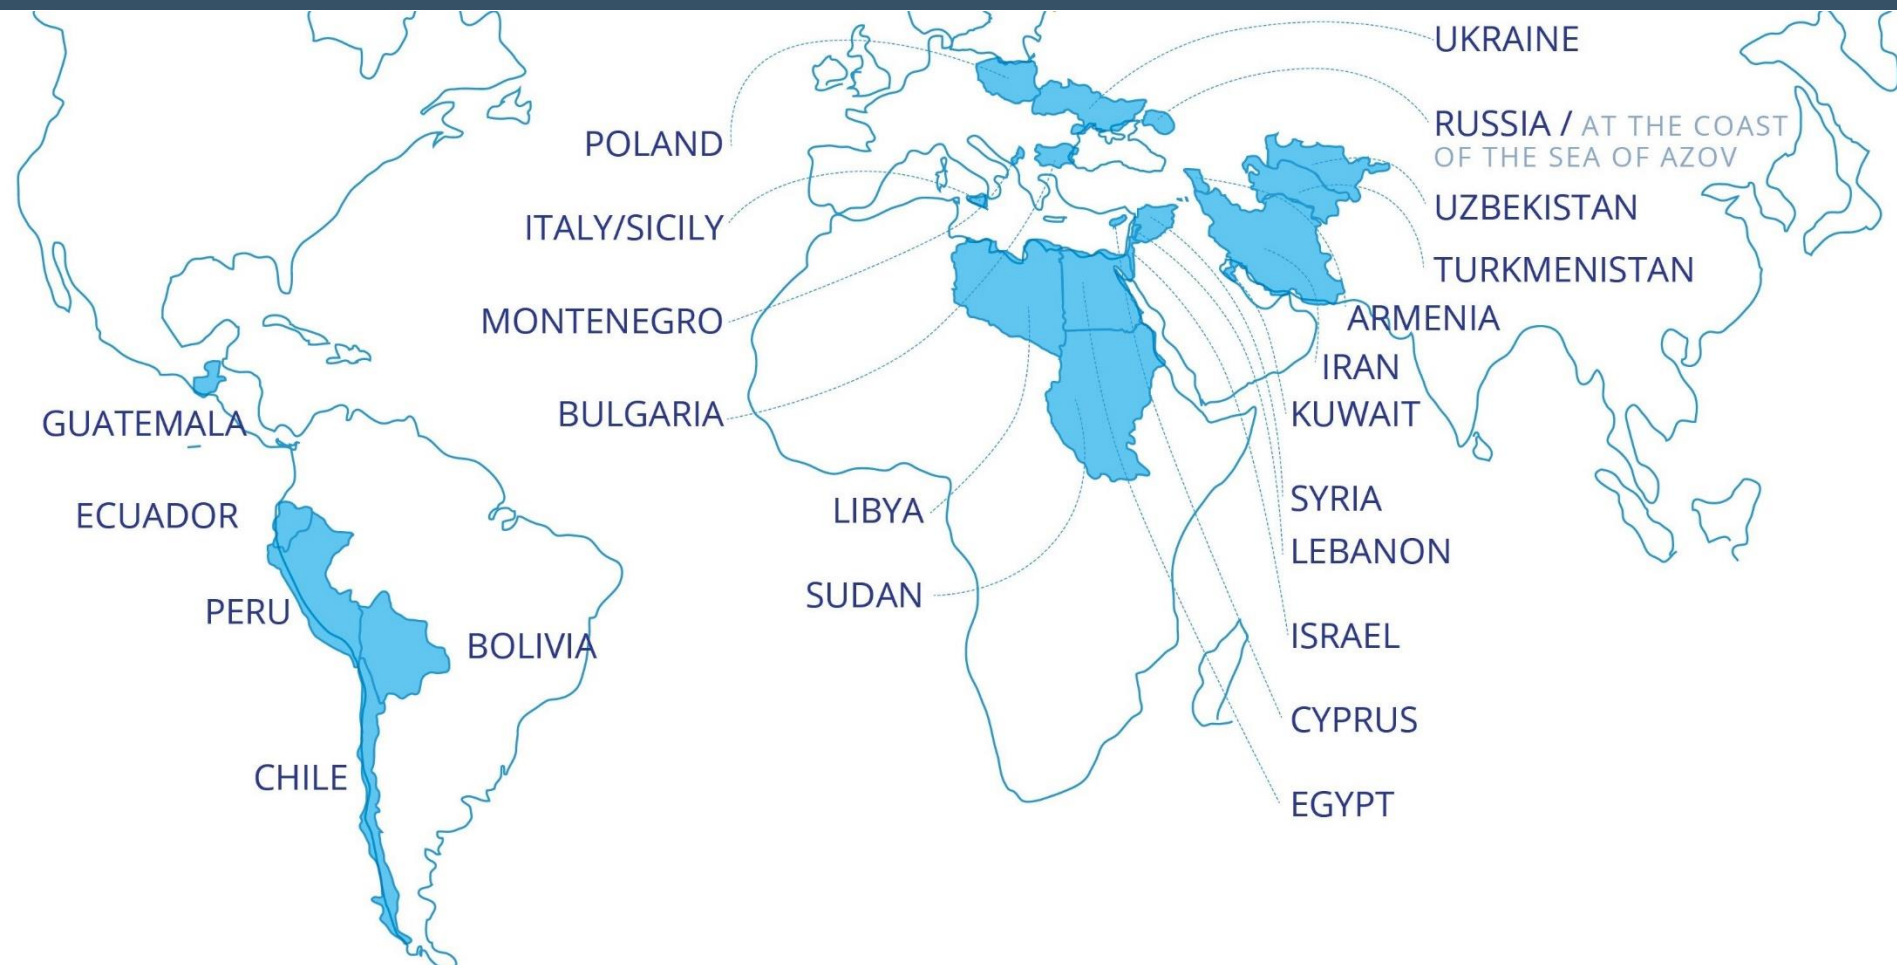 UKRAINE
RUSSIA / AT THE COAST
OF THE SEA OF AZOV
POLAND
UZBEKISTAN
ITALY/SICILY
TURKMENISTAN
MONTENEGRO
ARMENIA
IRAN
BULGARIA
KUWAIT
GUATEMALA
SYRIA
LIBYA
ECUADOR
LEBANON
SUDAN
PERU
ISRAEL
BOLIVIA
CYPRUS
CHILE
EGYPT